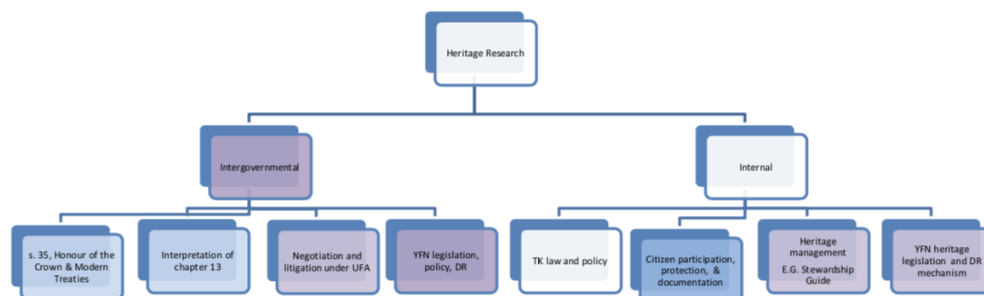 Heritage Research
Intergovernmental
Internal
s. 35, Honour of the
Crown & Modern
Treaties
Interpretation of
chapter 13
Negotiation and
litigation under UFA
YFN legislation,
policy, DR
TK law and policy
Citizen participation,
protection, &
documentation
Heritage
management
E.G. Stewardship
Guide
YFN heritage
legislation and DR
mechanism